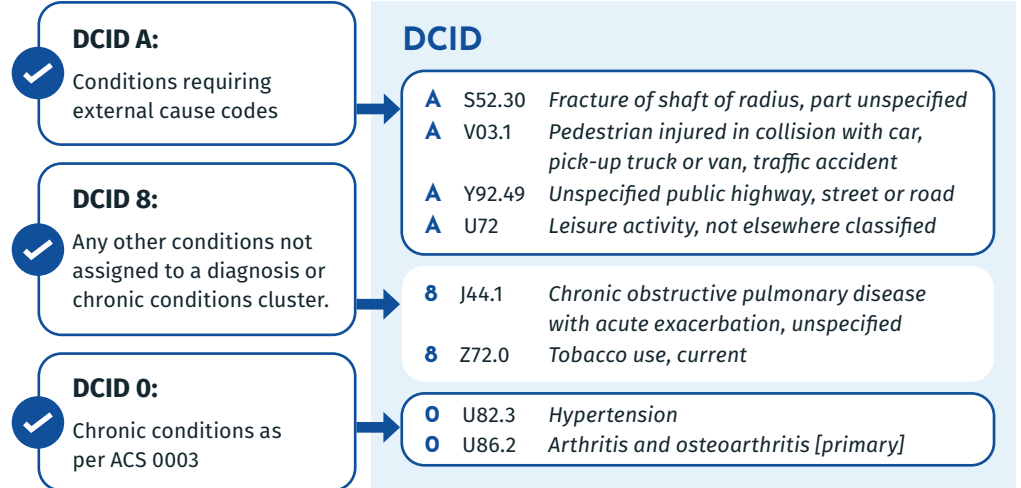 DCID A:
Conditions requiring
external cause codes
DCID 8:
Any other conditions not
assigned to a diagnosis or
chronic conditions cluster.
DCID 0:
Chronic conditions as
per ACS 0003
DCID
A S52.30 Fracture of shaft of radius, part unspecified
A V03.1 Pedestrian injured in collision with car,
pick-up truck or van, traffic accident
A Y92.49 Unspecified public highway, street or road
A U72 Leisure activity, not elsewhere classified
8 J44.1 Chronic obstructive pulmonary disease
with acute exacerbation, unspecified
8 Z72.0 Tobacco use, current
0 U82.3 Hypertension
0 U86.2 Arthritis and osteoarthritis [primary]